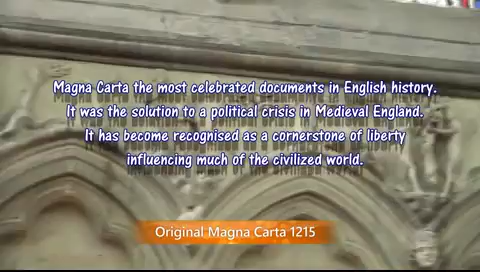 Magna Carta the most celebrated documents in English history.
It was the solution to a political crisis in Medieval England.
It has become recognised as a cornerstone of liberty
influencing much of the civilized world.
Original Magna Carta 1215